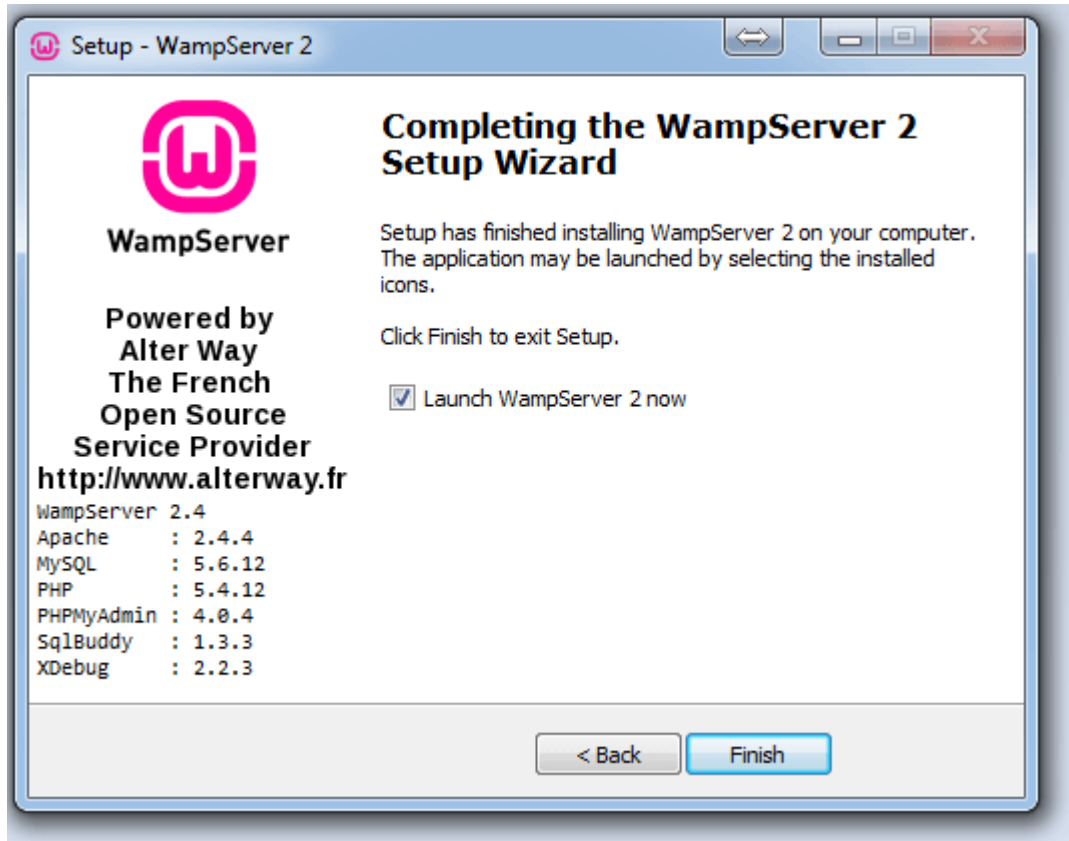 Setup - WampServer 2
WampServer
Powered by
Alter Way
The French
Open Source
Service Provider
http://www.alterway.fr
WampServer 2.4
Apache : 2.4.4
MySQL : 5.6.12
PHP : 5.4.12
PHPMyAdmin : 4.0.4
SqlBuddy : 1.3.3
XDebug : 2.2.3
Completing the WampServer 2
Setup Wizard
Setup has finished installing WampServer 2 on your computer.
The application may be launched by selecting the installed
icons.
Click Finish to exit Setup.
Launch WampServer 2 now
< Back
Finish